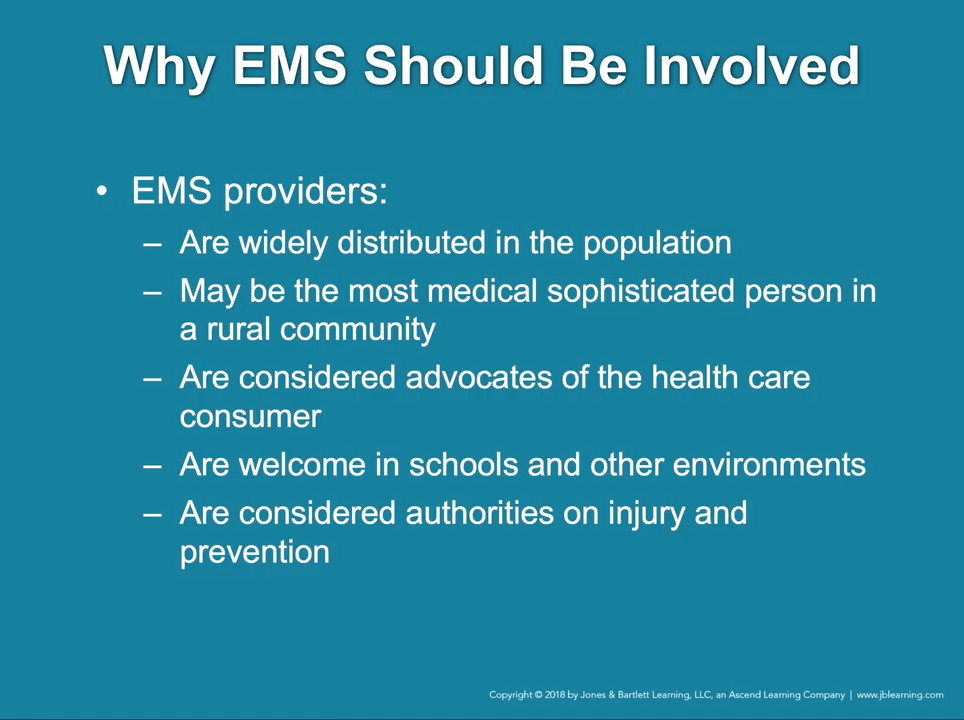 Why EMS Should Be Involved
• EMS providers:
– Are widely distributed in the population
– May be the most medical sophisticated person in
a rural community
– Are considered advocates of the health care
consumer
– Are welcome in schools and other environments
– Are considered authorities on injury and
prevention
Copyright © 2018 by Jones & Bartlett Learning, LLC, an Ascend Learning Company | www.jblearning.com